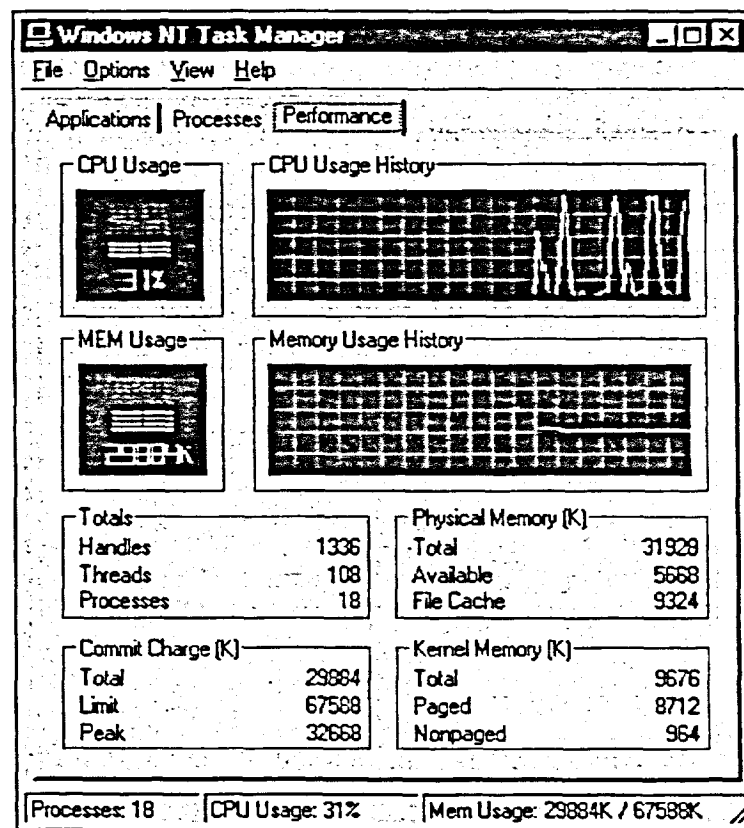 Windows NT Task Manager
File Options View Help
Applications Processes Performance
CPU Usage CPU Usage History
31%
MEM Usage Memory Usage History
Totals
Handles 1336
Threads 108
Processes 18
Physical Memory (K)
Total 31928
Available 5668
File Cache 9324
Commit Charge (K)
Total 29884
Limit 67588
Peak 32668
Kernel Memory (K)
Total 9676
Paged 8712
Nonpaged 964
Processes: 18 CPU Usage: 31% Mem Usage: 29884K / 67588K